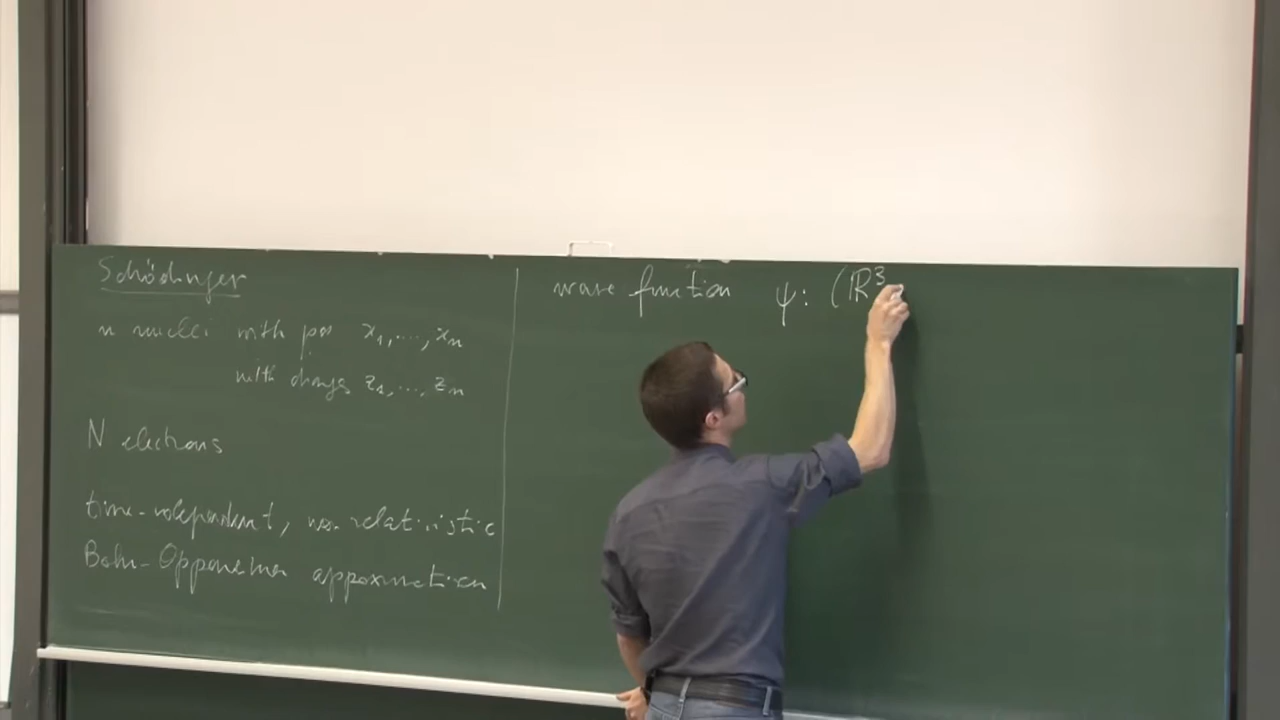 Schrödinger
n nuclei with pos x₁,...,xₙ
with charges z₁,...,zₙ
N electrons
time-independent, non relativistic
Born-Oppenheimer approximation
wave function ψ: (ℝ³